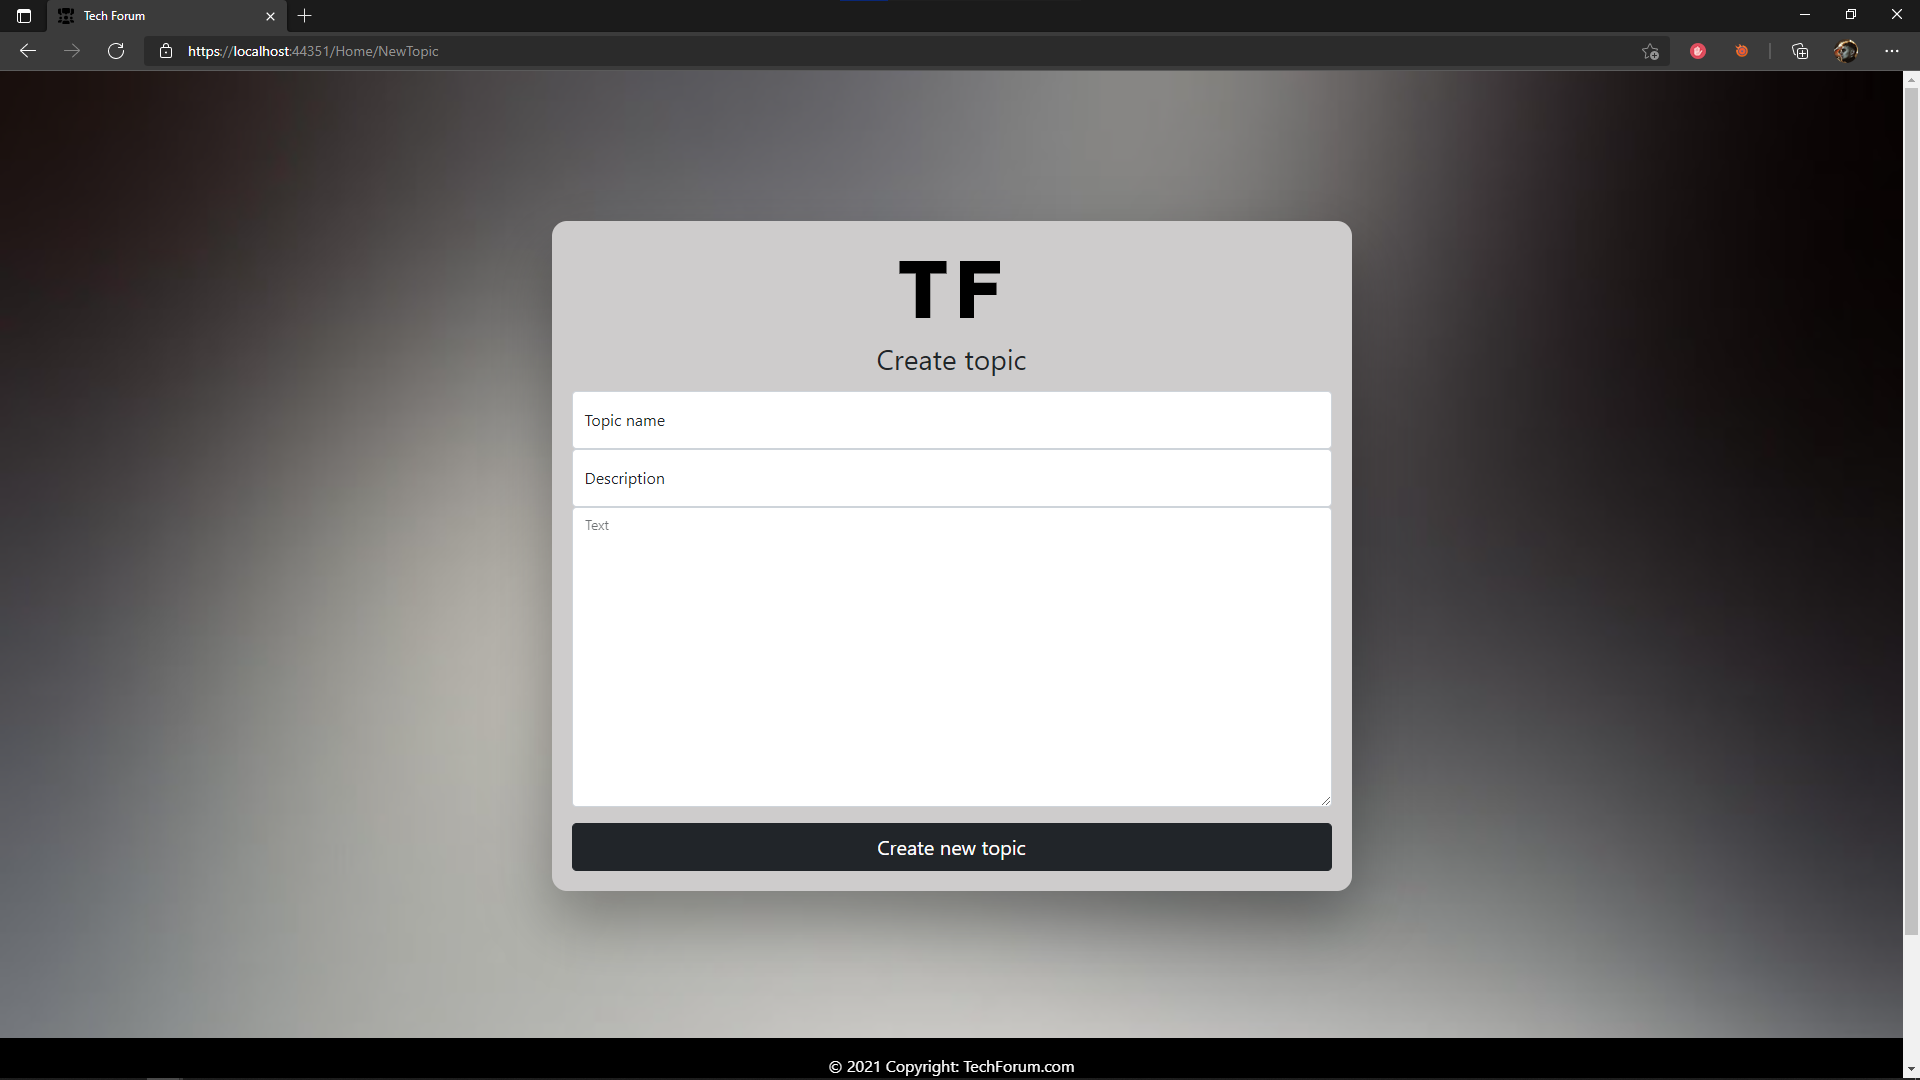 Tech Forum
https://localhost:44351/Home/NewTopic
TF
Create topic
Topic name
Description
Text
Create new topic
© 2021 Copyright: TechForum.com